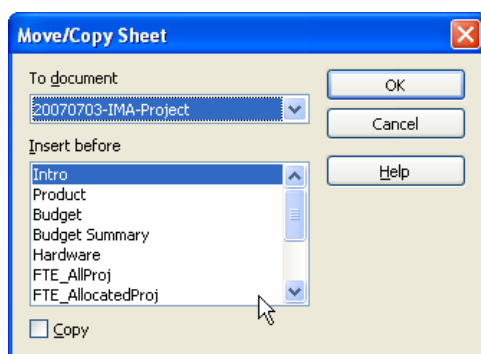 Move/Copy Sheet
To document
20070703-IMA-Project
OK
Cancel
Insert before
Help
Intro
Product
Budget
Budget Summary
Hardware
FTE_AllProj
FTE_AllocatedProj
Copy